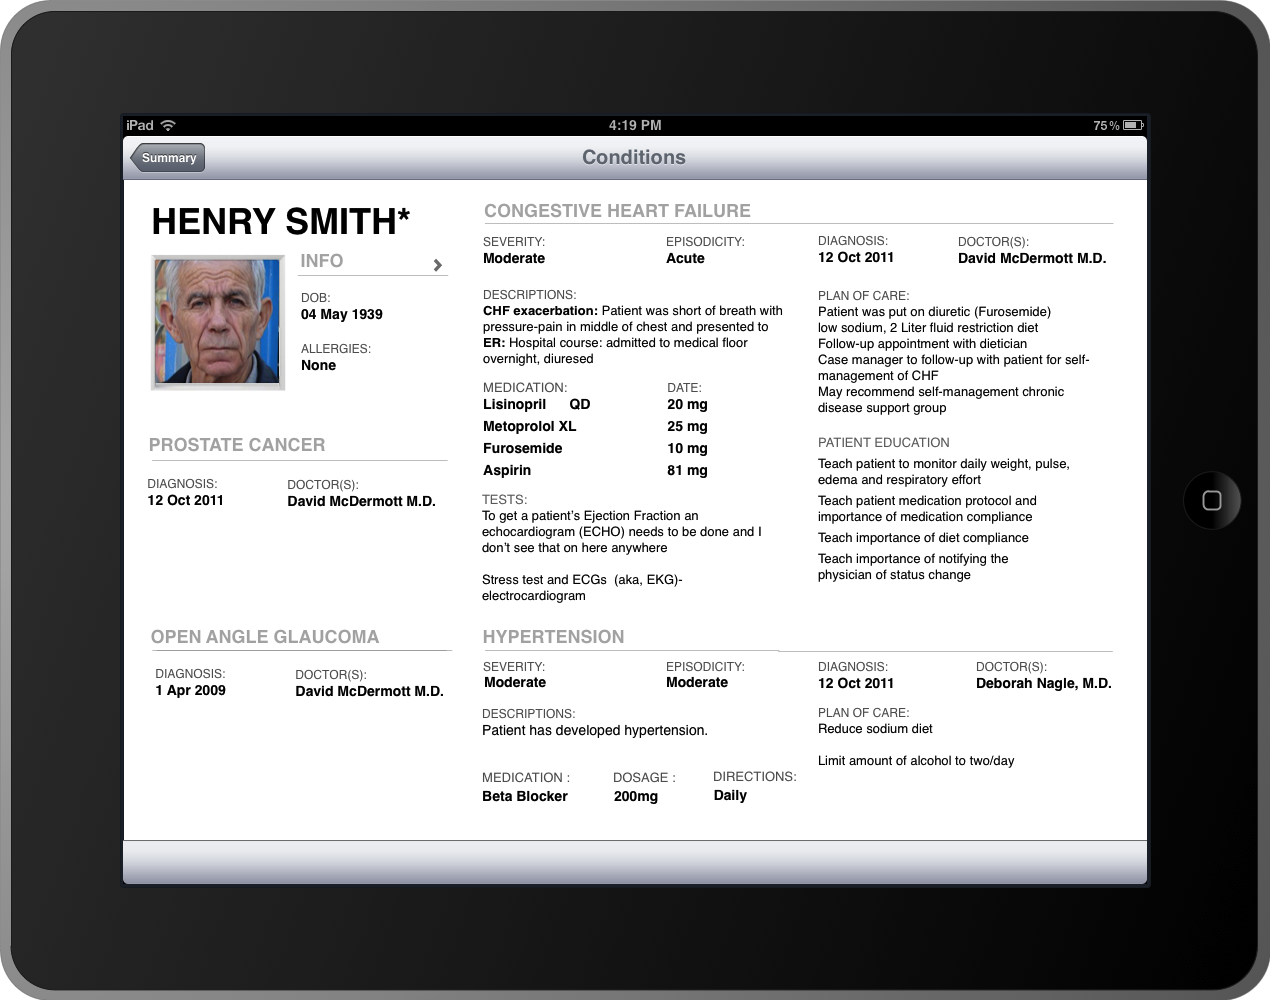 iPad
4:19 PM
75%
Summary
Conditions
HENRY SMITH*
INFO
DOB:
04 May 1939
ALLERGIES:
None
PROSTATE CANCER
DIAGNOSIS:
12 Oct 2011
DOCTOR(S):
David McDermott M.D.
OPEN ANGLE GLAUCOMA
DIAGNOSIS:
1 Apr 2009
DOCTOR(S):
David McDermott M.D.
CONGESTIVE HEART FAILURE
SEVERITY:
Moderate
EPISODICITY:
Acute
DIAGNOSIS:
12 Oct 2011
DOCTOR(S):
David McDermott M.D.
DESCRIPTIONS:
CHF exacerbation: Patient was short of breath with
pressure-pain in middle of chest and presented to
ER: Hospital course: admitted to medical floor
overnight, diuresed
MEDICATION: DATE:
Lisinopril QD 20 mg
Metoprolol XL 25 mg
Furosemide 10 mg
Aspirin 81 mg
TESTS:
To get a patient's Ejection Fraction an
echocardiogram (ECHO) needs to be done and I
don't see that on here anywhere
Stress test and ECGs (aka, EKG)-
electrocardiogram
PLAN OF CARE:
Patient was put on diuretic (Furosemide)
low sodium, 2 Liter fluid restriction diet
Follow-up appointment with dietician
Case manager to follow-up with patient for self-
management of CHF
May recommend self-management chronic
disease support group
PATIENT EDUCATION
Teach patient to monitor daily weight, pulse,
edema and respiratory effort
Teach patient medication protocol and
importance of medication compliance
Teach importance of diet compliance
Teach importance of notifying the
physician of status change
HYPERTENSION
SEVERITY:
Moderate
EPISODICITY:
Moderate
DIAGNOSIS:
12 Oct 2011
DOCTOR(S):
Deborah Nagle, M.D.
DESCRIPTIONS:
Patient has developed hypertension.
MEDICATION : DOSAGE : DIRECTIONS:
Beta Blocker 200mg Daily
PLAN OF CARE:
Reduce sodium diet
Limit amount of alcohol to two/day